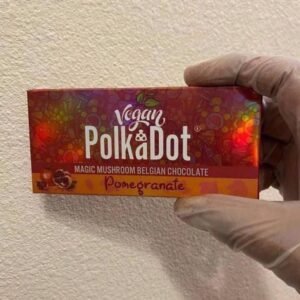 Vegan
PolkaDot®
MAGIC MUSHROOM BELGIAN CHOCOLATE
Pomegranate